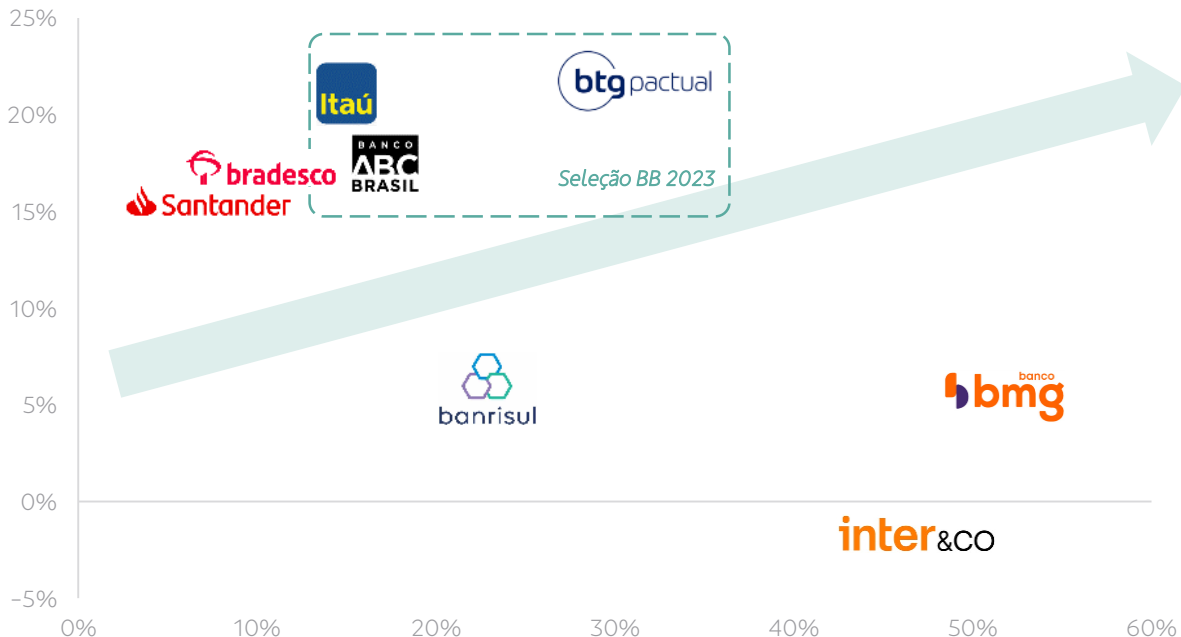 25%
20%
15%
10%
5%
0%
-5%
Itaú
btg pactual
BANCO
ABC
BRASIL
bradesco
Santander
Seleção BB 2023
banrisul
banco
bmg
inter&CO
0%
10%
20%
30%
40%
50%
60%